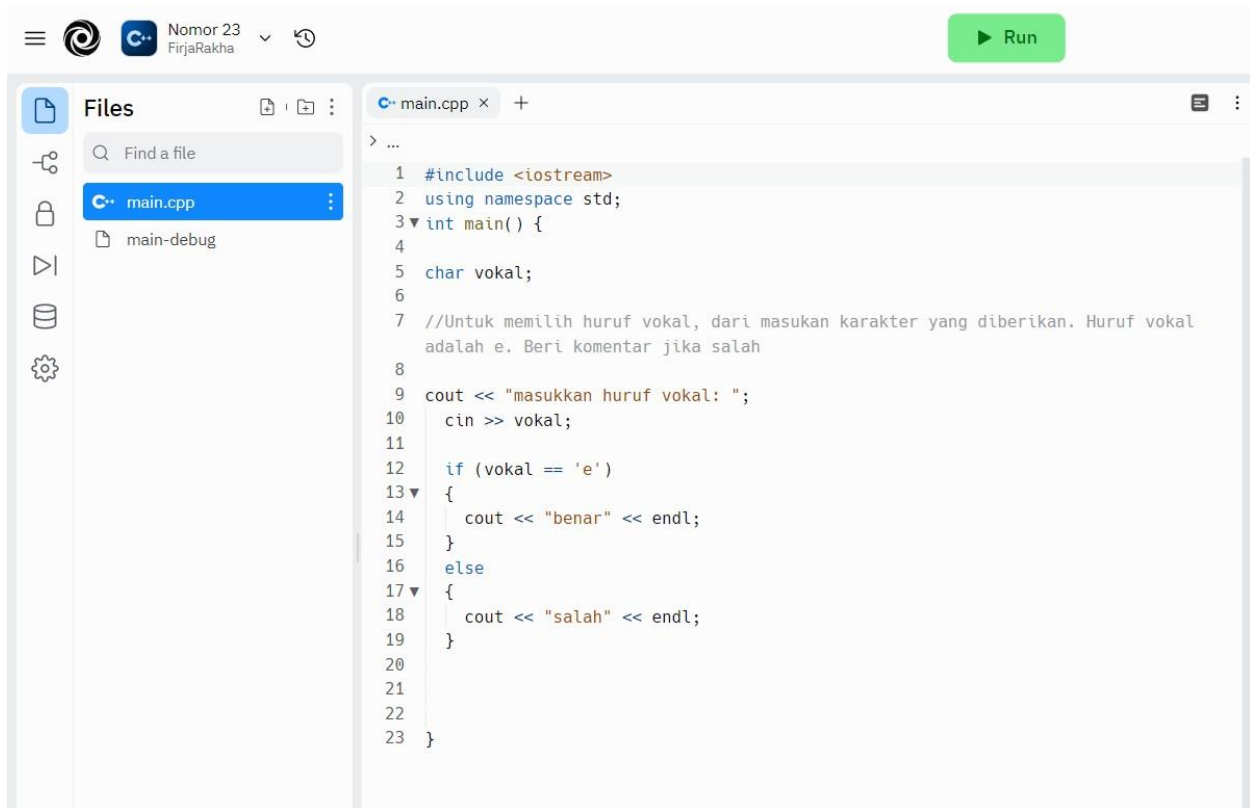 C++ Nomor 23
FirjaRakha
Run
Files
Find a file
C++ main.cpp
main-debug
C++ main.cpp × +
> ...
1 #include <iostream>
2 using namespace std;
3 int main() {
4
5 char vokal;
6
7 //Untuk memilih huruf vokal, dari masukan karakter yang diberikan. Huruf vokal
adalah e. Beri komentar jika salah
8
9 cout << "masukkan huruf vokal: ";
10 cin >> vokal;
11
12 if (vokal == 'e')
13 {
14 cout << "benar" << endl;
15 }
16 else
17 {
18 cout << "salah" << endl;
19 }
20
21
22
23 }